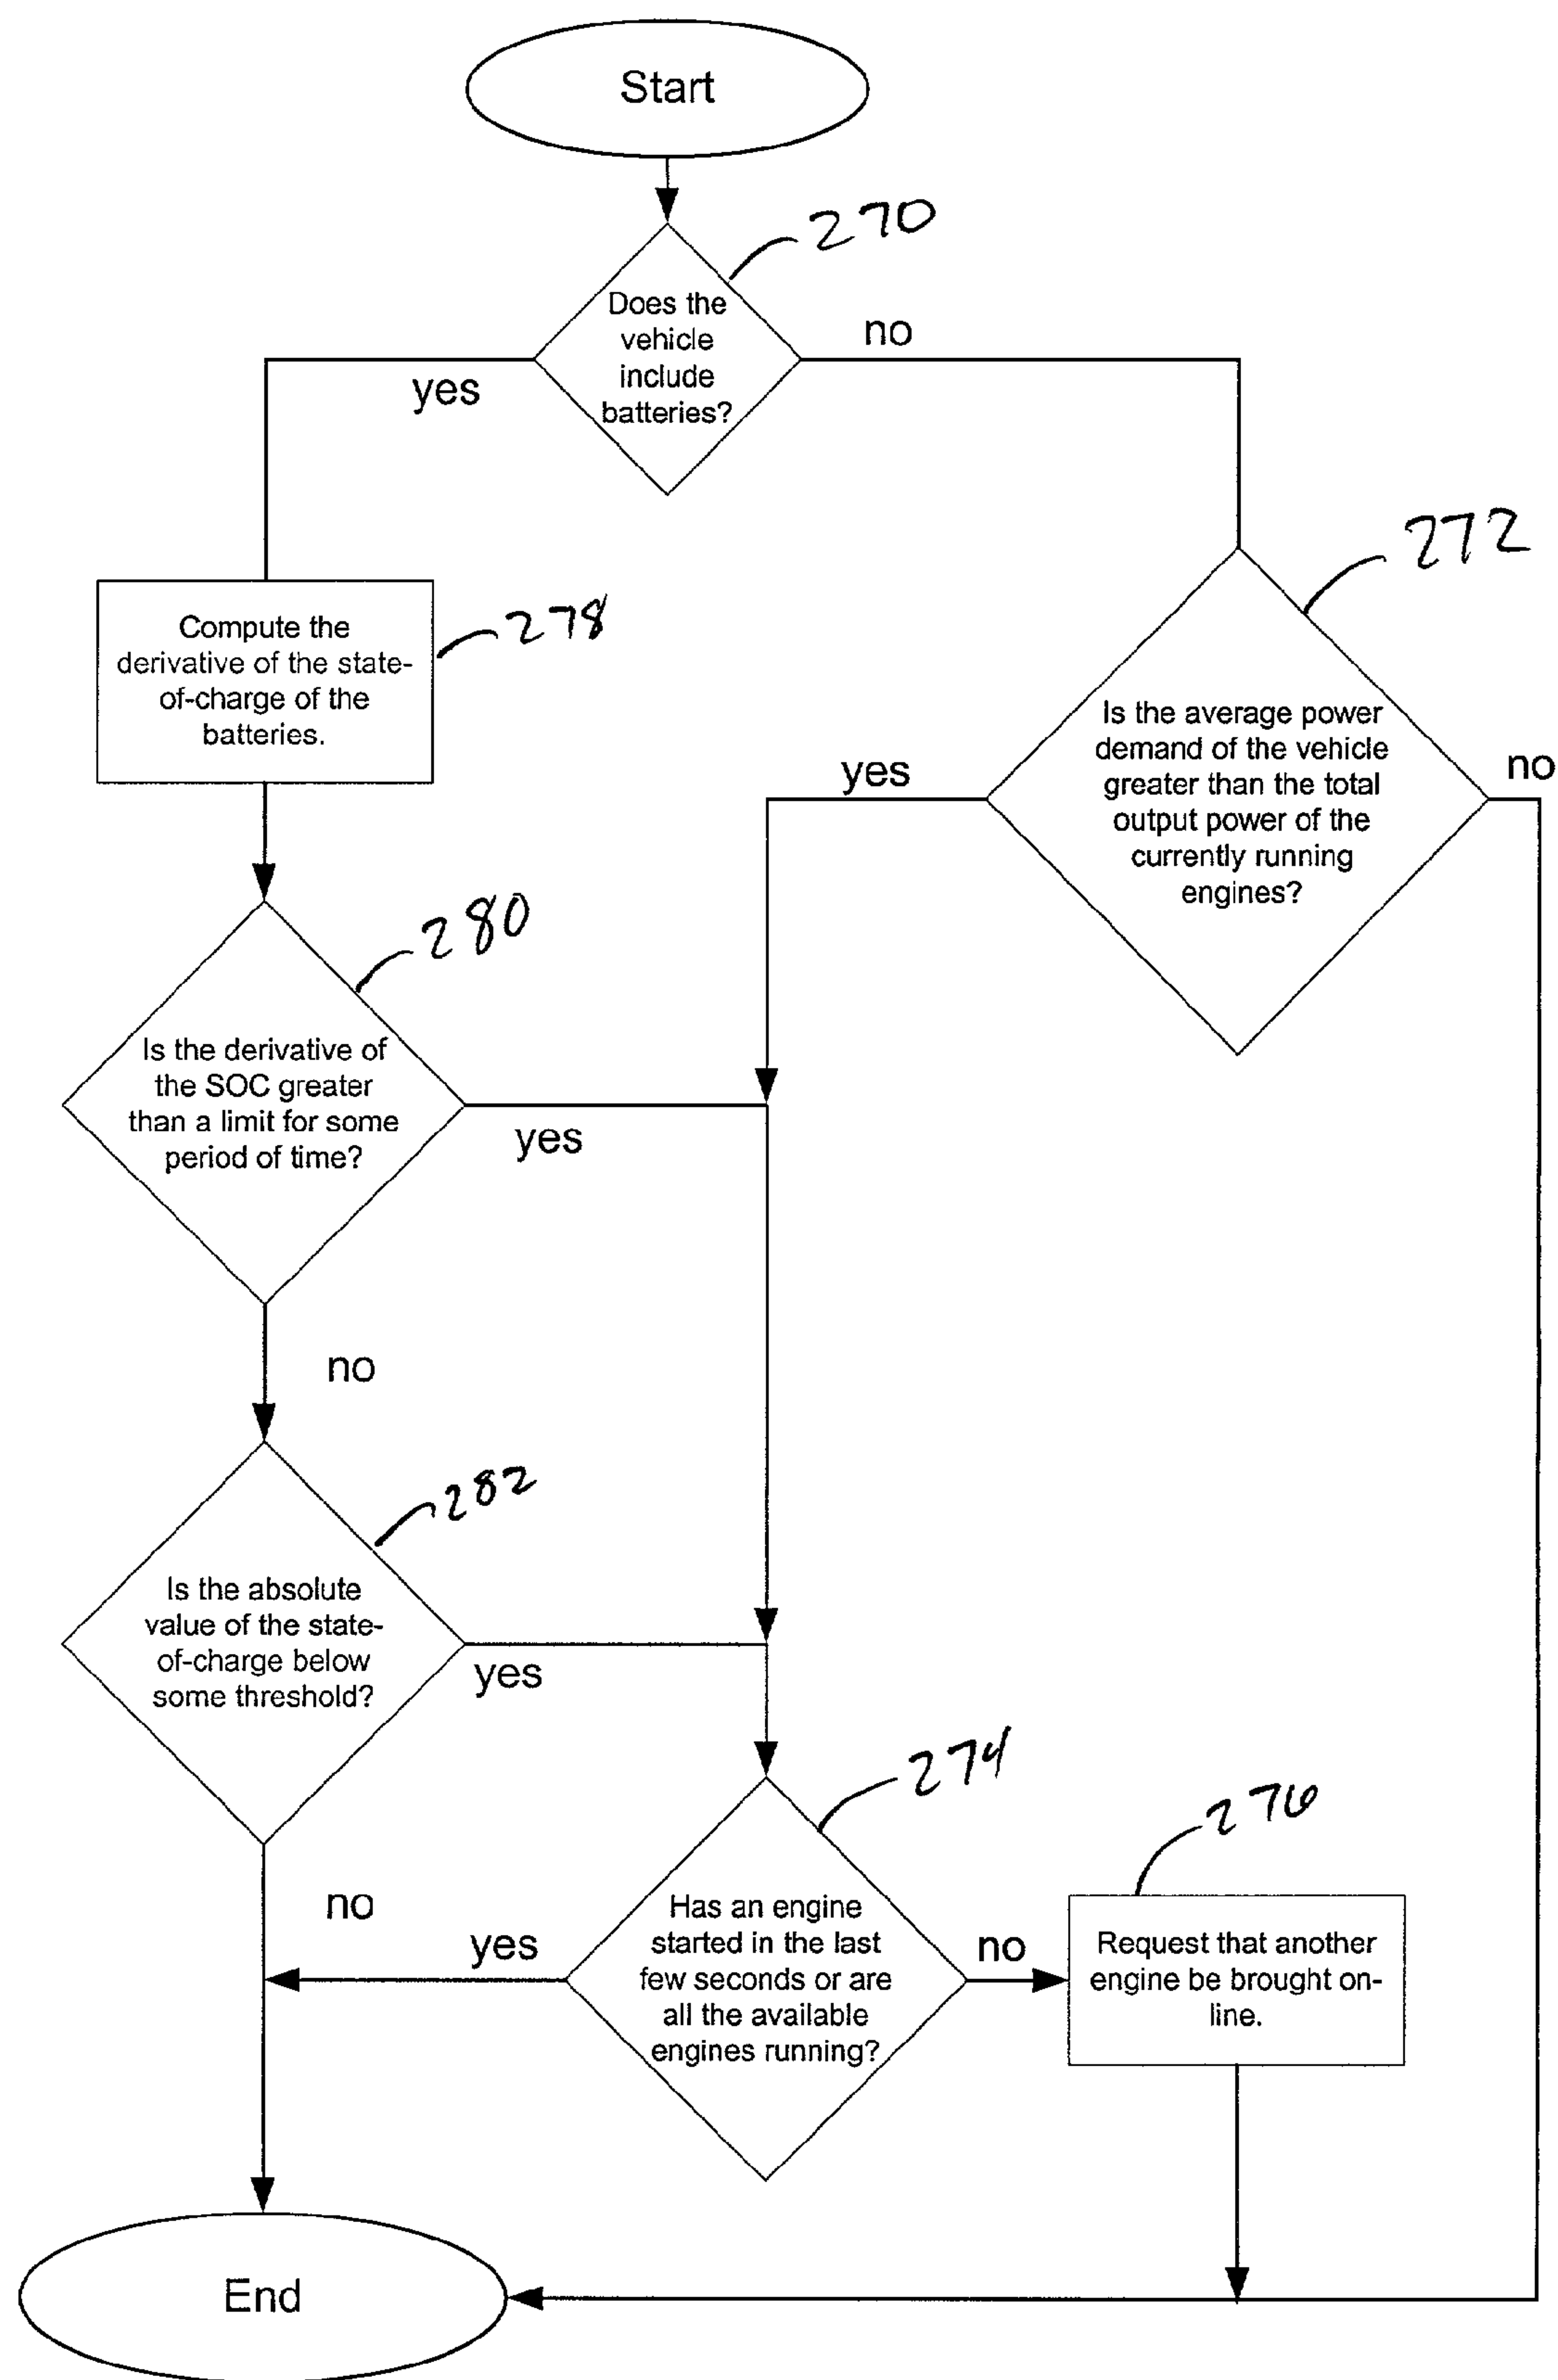 Start
270
Does the
vehicle
include
batteries?
yes
no
272
Compute the
derivative of the state-
of-charge of the
batteries.
278
Is the average power
demand of the vehicle
greater than the total
output power of the
currently running
engines?
yes
no
280
Is the derivative of
the SOC greater
than a limit for some
period of time?
yes
no
282
Is the absolute
value of the state-
of-charge below
some threshold?
yes
no
274
Has an engine
started in the last
few seconds or are
all the available
engines running?
yes
no
276
Request that another
engine be brought on-
line.
End